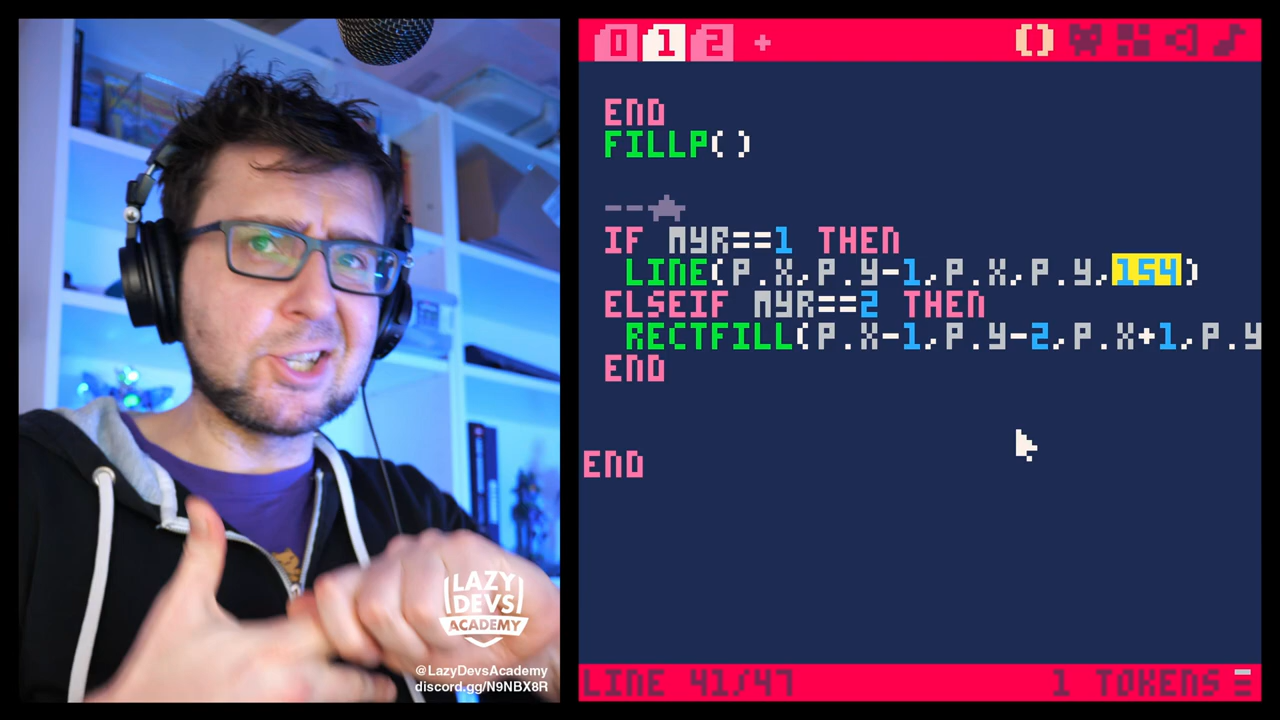 LAZY
DEVS
ACADEMY
@LazyDevsAcademy
discord.gg/N9NBX8R
0 1 2 +
END
FILLP()
--
IF MYR==1 THEN
LINE(P.X,P.Y-1,P.X,P.Y,154)
ELSEIF MYR==2 THEN
RECTFILL(P.X-1,P.Y-2,P.X+1,P.Y
END
END
LINE 41/47
1 TOKENS